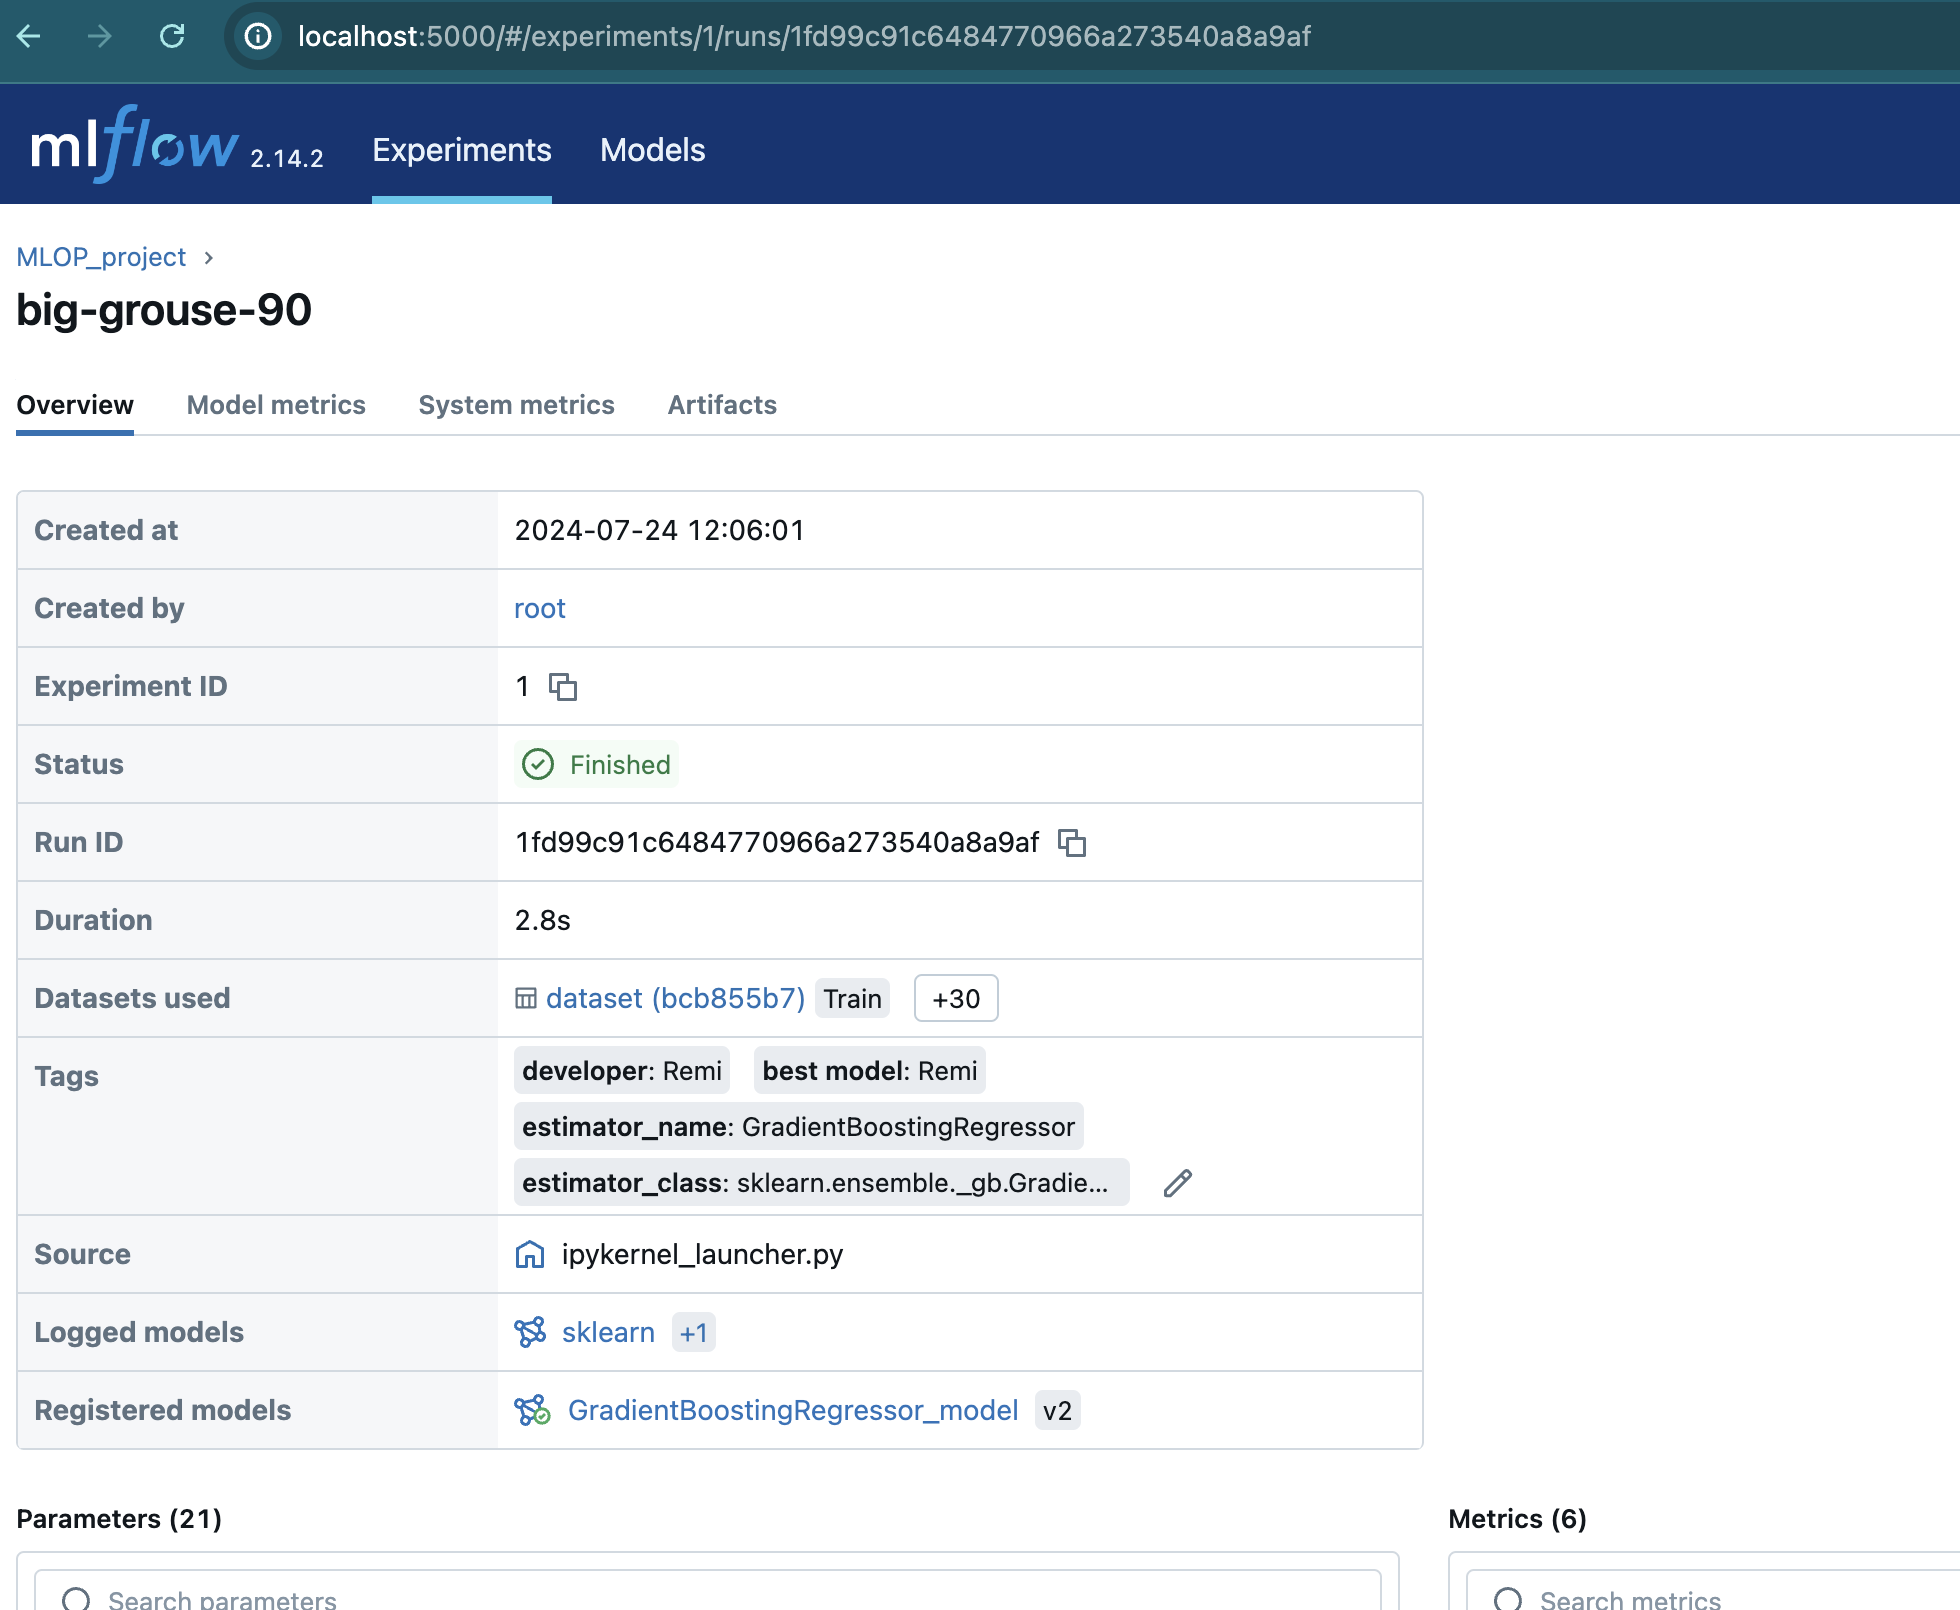 localhost:5000/#/experiments/1/runs/1fd99c91c6484770966a273540a8a9af
mlflow 2.14.2 Experiments Models
MLOP_project
big-grouse-90
Overview Model metrics System metrics Artifacts
Created at 2024-07-24 12:06:01
Created by root
Experiment ID 1
Status Finished
Run ID 1fd99c91c6484770966a273540a8a9af
Duration 2.8s
Datasets used dataset (bcb855b7) Train +30
Tags developer: Remi best model: Remi
estimator_name: GradientBoostingRegressor
estimator_class: sklearn.ensemble._gb.Gradie...
Source ipykernel_launcher.py
Logged models sklearn +1
Registered models GradientBoostingRegressor_model v2
Parameters (21) Metrics (6)
Search parameters Search metrics